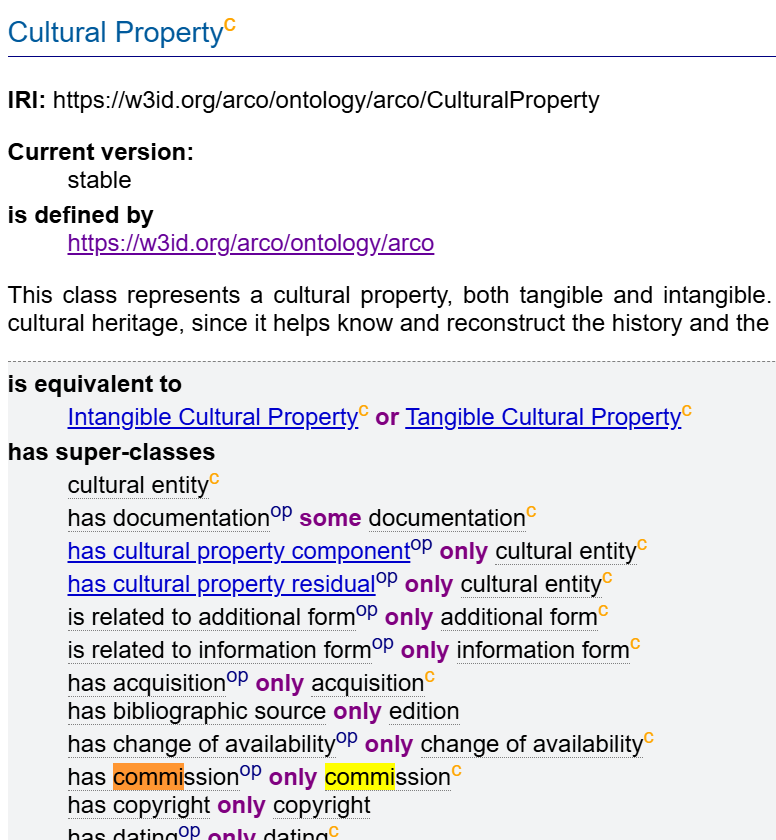 Cultural Property c
IRI: https://w3id.org/arco/ontology/arco/CulturalProperty
Current version:
stable
is defined by
https://w3id.org/arco/ontology/arco
This class represents a cultural property, both tangible and intangible.
cultural heritage, since it helps know and reconstruct the history and the
is equivalent to
Intangible Cultural Property c or Tangible Cultural Property c
has super-classes
cultural entity c
has documentation op some documentation c
has cultural property component op only cultural entity c
has cultural property residual op only cultural entity c
is related to additional form op only additional form c
is related to information form op only information form c
has acquisition op only acquisition c
has bibliographic source only edition
has change of availability op only change of availability c
has commission op only commission c
has copyright only copyright
has dating op only dating c